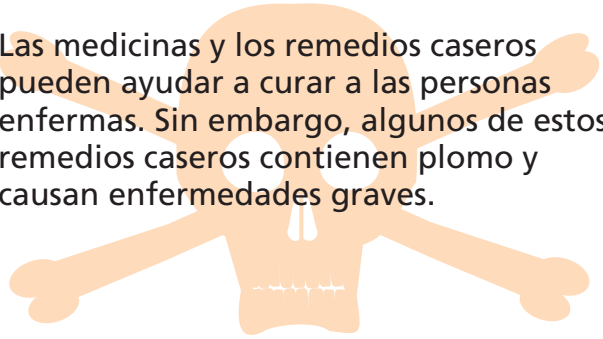 Las medicinas y los remedios caseros
pueden ayudar a curar a las personas
enfermas. Sin embargo, algunos de estos
remedios caseros contienen plomo y
causan enfermedades graves.